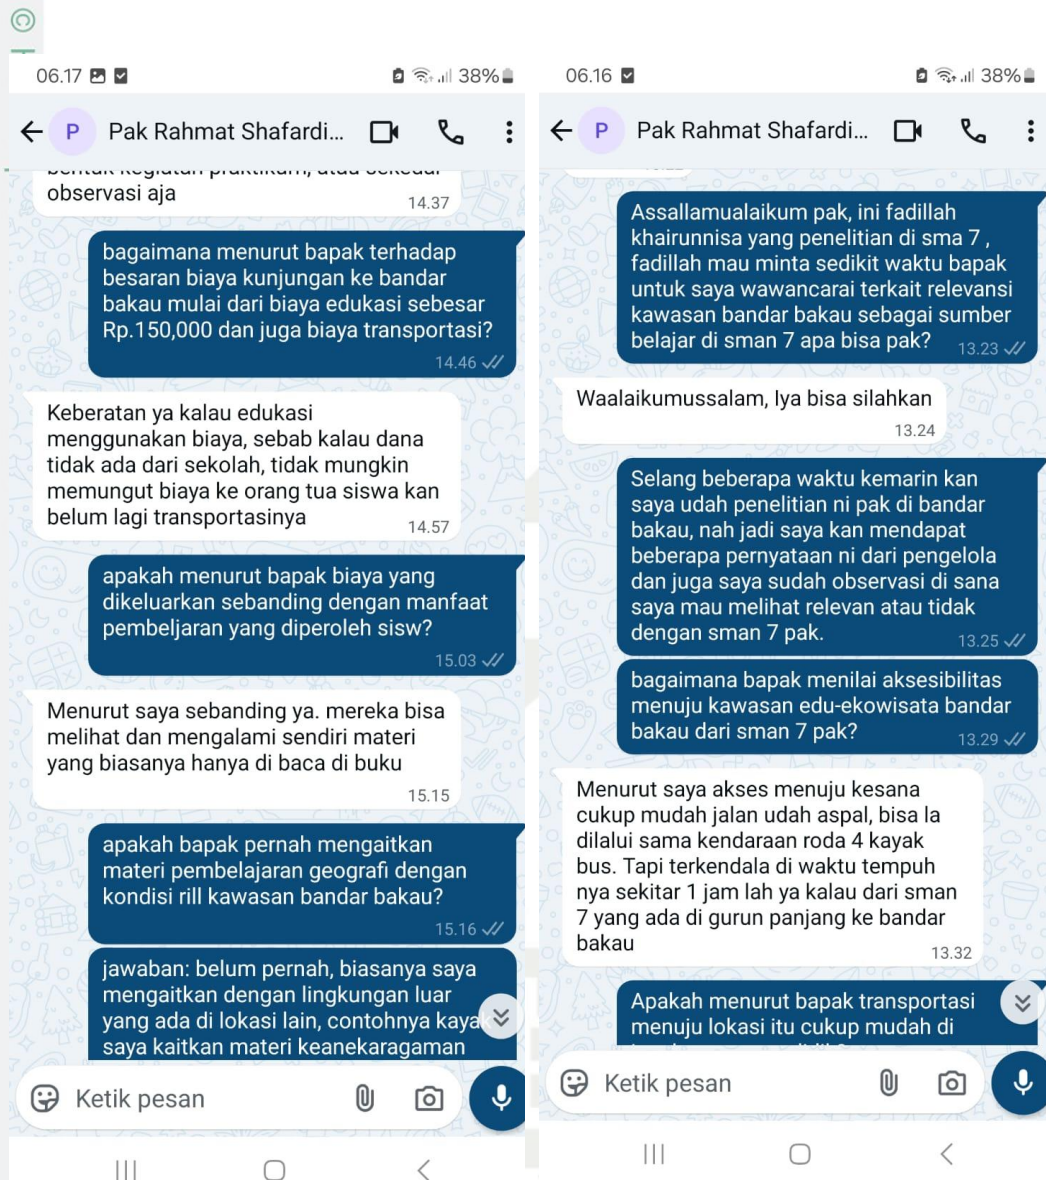 06.17
38%
P
Pak Rahmat Shafardi...
observasi aja
14.37
bagaimana menurut bapak terhadap
besaran biaya kunjungan ke bandar
bakau mulai dari biaya edukasi sebesar
Rp.150,000 dan juga biaya transportasi?
14.46
Keberatan ya kalau edukasi
menggunakan biaya, sebab kalau dana
tidak ada dari sekolah, tidak mungkin
memungut biaya ke orang tua siswa kan
belum lagi transportasinya
14.57
apakah menurut bapak biaya yang
dikeluarkan sebanding dengan manfaat
pembeljaran yang diperoleh sisw?
15.03
Menurut saya sebanding ya. mereka bisa
melihat dan mengalami sendiri materi
yang biasanya hanya di baca di buku
15.15
apakah bapak pernah mengaitkan
materi pembelajaran geografi dengan
kondisi rill kawasan bandar bakau?
15.16
jawaban: belum pernah, biasanya saya
mengaitkan dengan lingkungan luar
yang ada di lokasi lain, contohnya kayak
saya kaitkan materi keanekaragaman
Ketik pesan
06.16
38%
P
Pak Rahmat Shafardi...
Assallamualaikum pak, ini fadillah
khairunnisa yang penelitian di sma 7 ,
fadillah mau minta sedikit waktu bapak
untuk saya wawancarai terkait relevansi
kawasan bandar bakau sebagai sumber
belajar di sman 7 apa bisa pak?
13.23
Waalaikumussalam, Iya bisa silahkan
13.24
Selang beberapa waktu kemarin kan
saya udah penelitian ni pak di bandar
bakau, nah jadi saya kan mendapat
beberapa pernyataan ni dari pengelola
dan juga saya sudah observasi di sana
saya mau melihat relevan atau tidak
dengan sman 7 pak.
13.25
bagaimana bapak menilai aksesibilitas
menuju kawasan edu-ekowisata bandar
bakau dari sman 7 pak?
13.29
Menurut saya akses menuju kesana
cukup mudah jalan udah aspal, bisa la
dilalui sama kendaraan roda 4 kayak
bus. Tapi terkendala di waktu tempuh
nya sekitar 1 jam lah ya kalau dari sman
7 yang ada di gurun panjang ke bandar
bakau
13.32
Apakah menurut bapak transportasi
menuju lokasi itu cukup mudah di
Ketik pesan